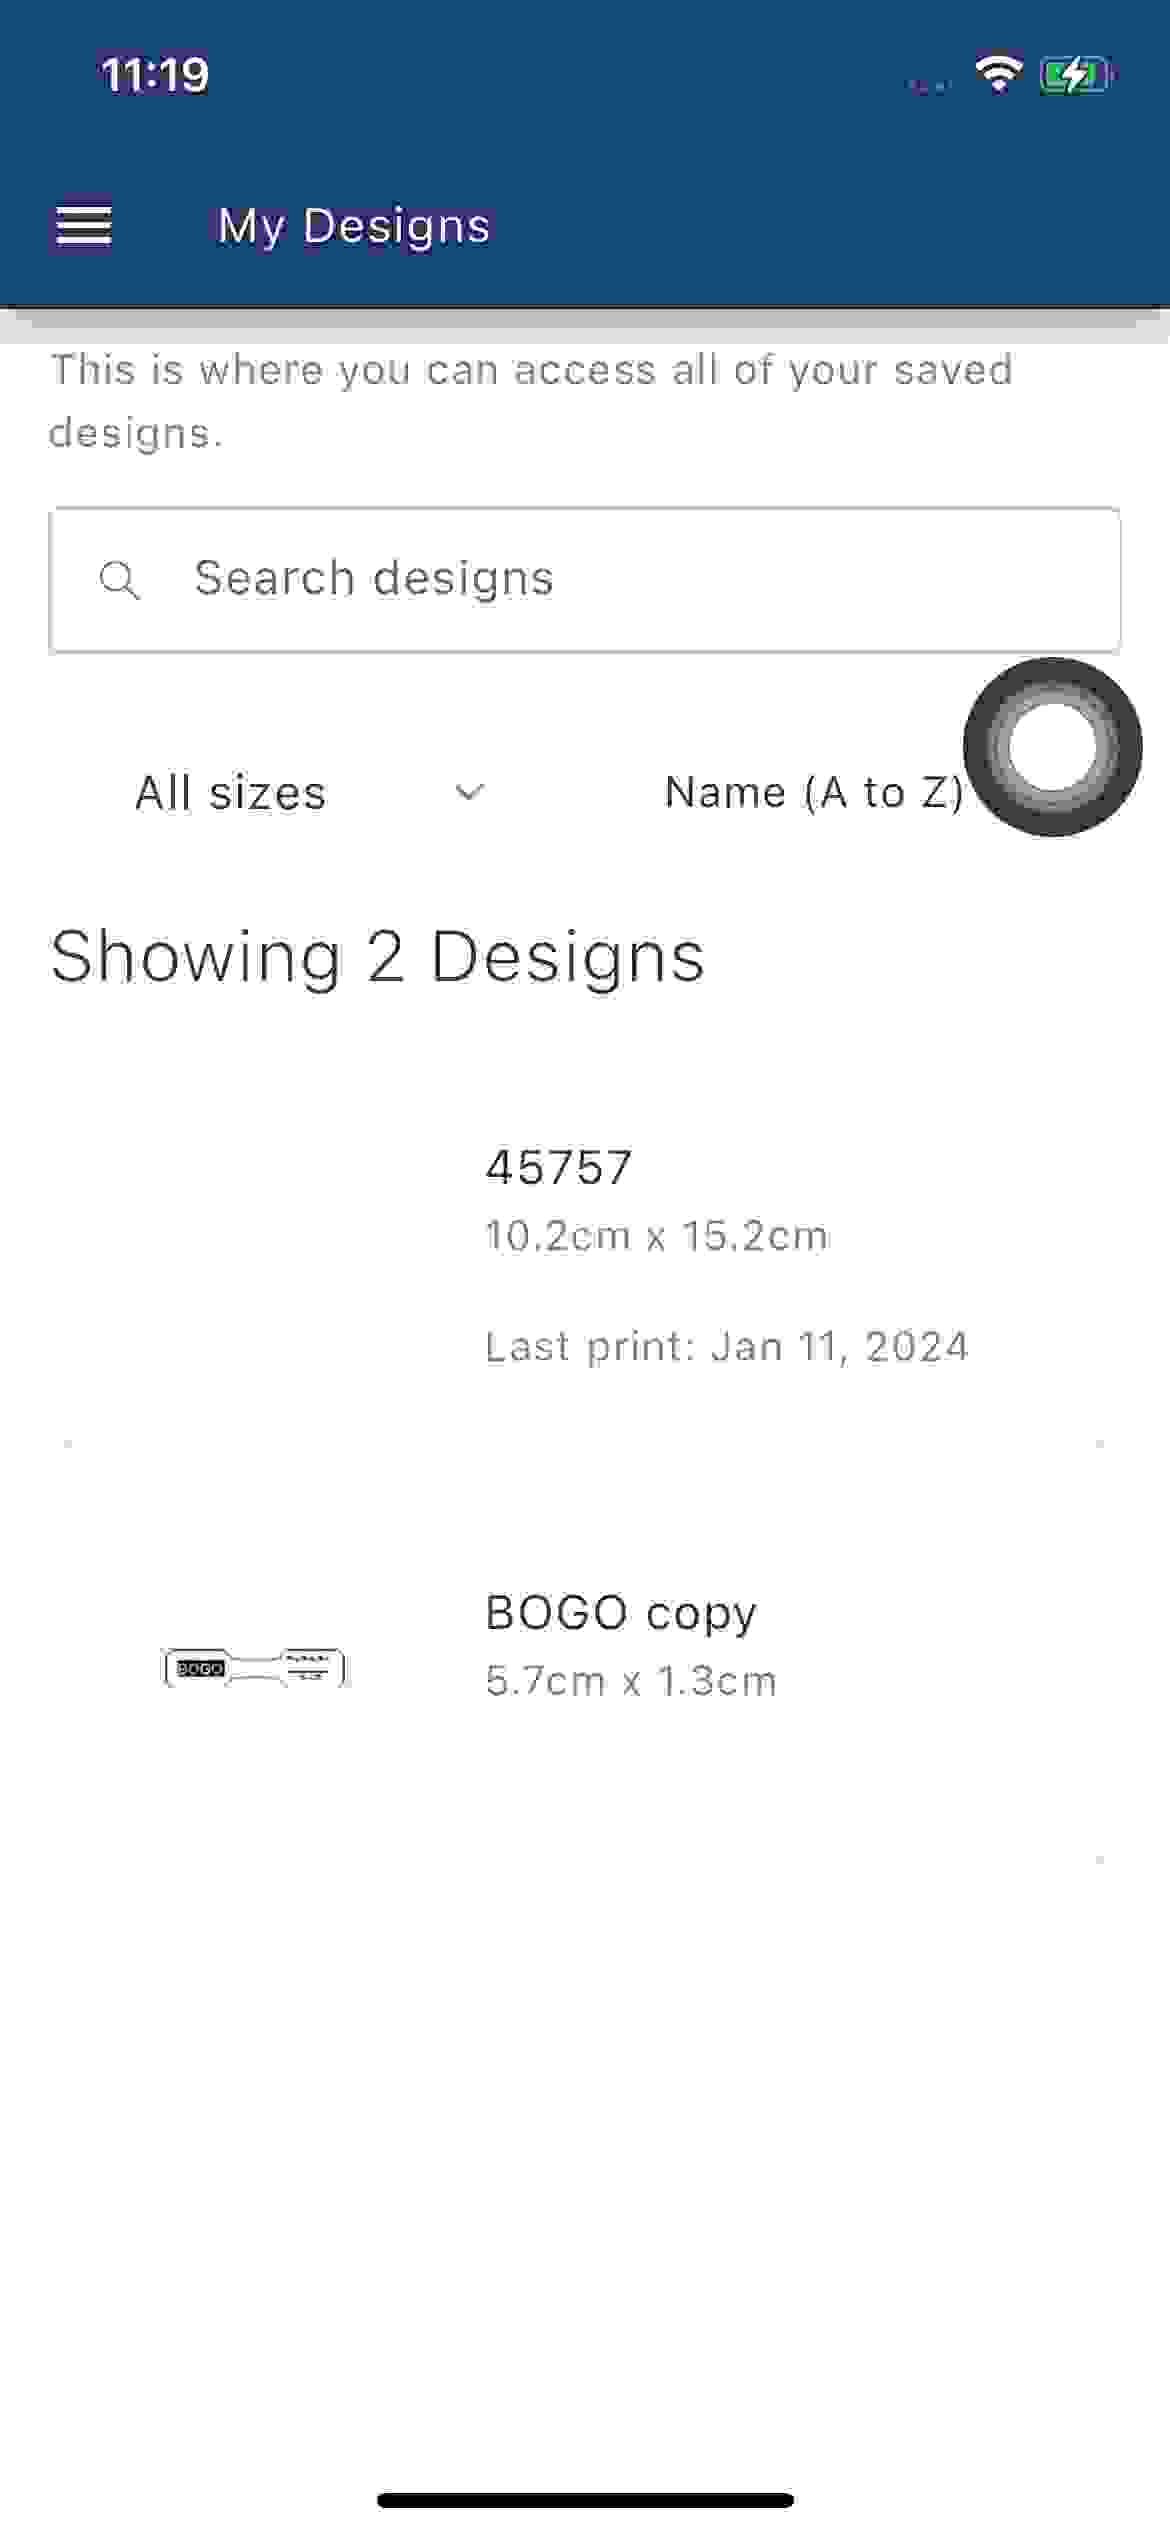 11:19
My Designs
This is where you can access all of your saved
designs.
Search designs
All sizes
Name (A to Z)
Showing 2 Designs
45757
10.2cm x 15.2cm
Last print: Jan 11, 2024
BOGO copy
BOGO
5.7cm x 1.3cm